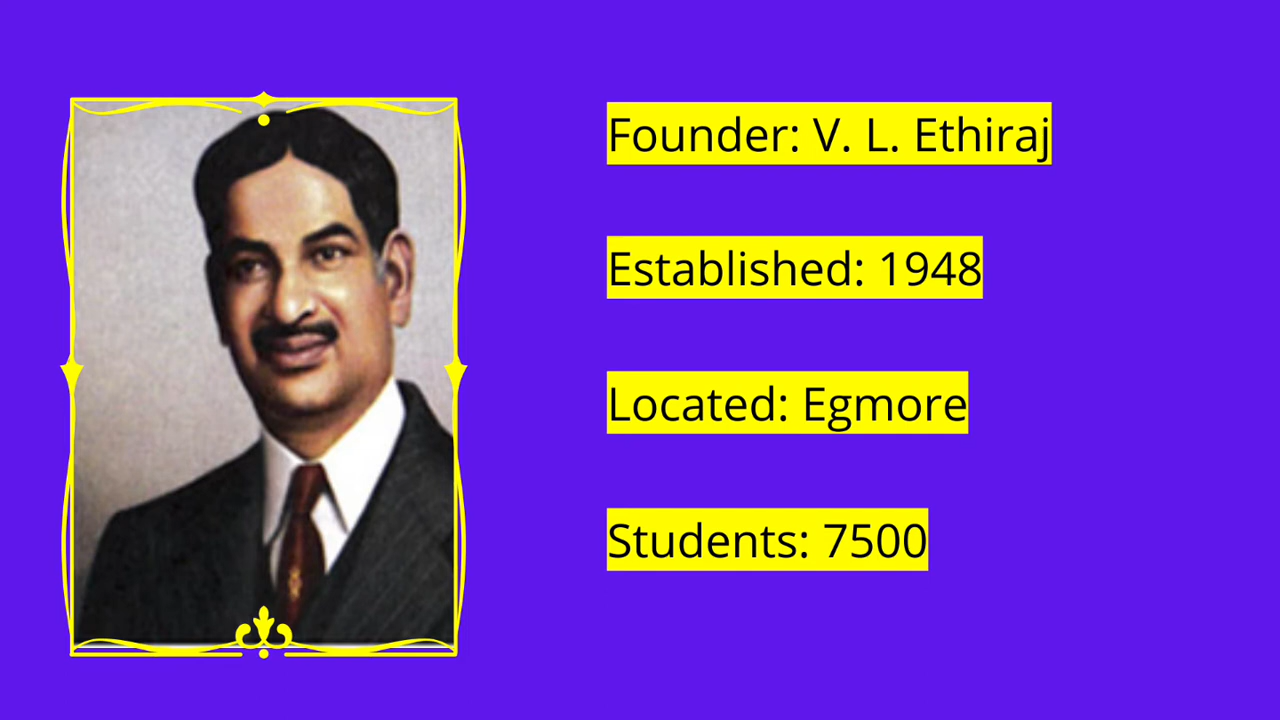 Founder: V. L. Ethiraj
Established: 1948
Located: Egmore
Students: 7500